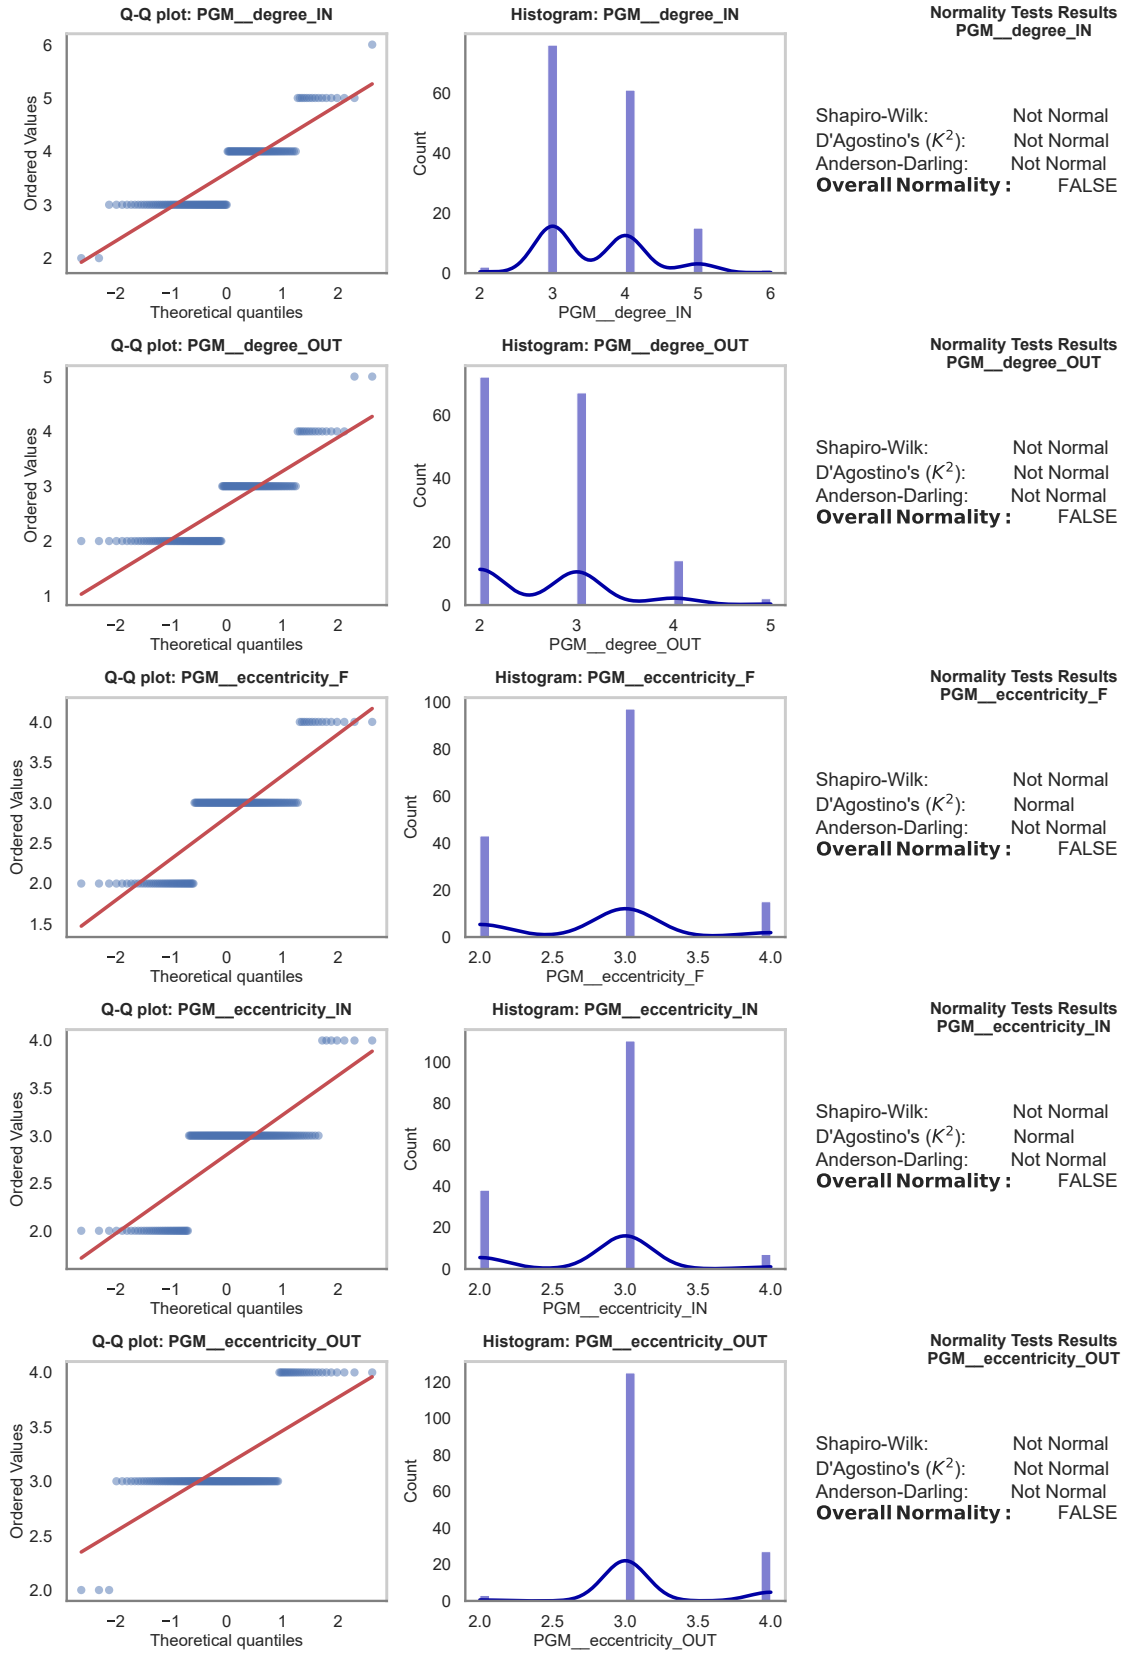 Q-Q plot: PGM__degree_IN
Histogram: PGM__degree_IN
Normality Tests Results
PGM__degree_IN
Ordered Values
6
5
4
3
2
−2 −1 0 1 2
Theoretical quantiles
Count
60
40
20
0
2 3 4 5 6
PGM__degree_IN
Shapiro-Wilk: Not Normal
D'Agostino's (K²): Not Normal
Anderson-Darling: Not Normal
Overall Normality: FALSE
Q-Q plot: PGM__degree_OUT
Histogram: PGM__degree_OUT
Normality Tests Results
PGM__degree_OUT
Ordered Values
5
4
3
2
1
−2 −1 0 1 2
Theoretical quantiles
Count
60
40
20
0
2 3 4 5
PGM__degree_OUT
Shapiro-Wilk: Not Normal
D'Agostino's (K²): Not Normal
Anderson-Darling: Not Normal
Overall Normality: FALSE
Q-Q plot: PGM__eccentricity_F
Histogram: PGM__eccentricity_F
Normality Tests Results
PGM__eccentricity_F
Ordered Values
4.0
3.5
3.0
2.5
2.0
1.5
−2 −1 0 1 2
Theoretical quantiles
Count
100
80
60
40
20
0
2.0 2.5 3.0 3.5 4.0
PGM__eccentricity_F
Shapiro-Wilk: Not Normal
D'Agostino's (K²): Normal
Anderson-Darling: Not Normal
Overall Normality: FALSE
Q-Q plot: PGM__eccentricity_IN
Histogram: PGM__eccentricity_IN
Normality Tests Results
PGM__eccentricity_IN
Ordered Values
4.0
3.5
3.0
2.5
2.0
−2 −1 0 1 2
Theoretical quantiles
Count
100
80
60
40
20
0
2.0 2.5 3.0 3.5 4.0
PGM__eccentricity_IN
Shapiro-Wilk: Not Normal
D'Agostino's (K²): Normal
Anderson-Darling: Not Normal
Overall Normality: FALSE
Q-Q plot: PGM__eccentricity_OUT
Histogram: PGM__eccentricity_OUT
Normality Tests Results
PGM__eccentricity_OUT
Ordered Values
4.0
3.5
3.0
2.5
2.0
−2 −1 0 1 2
Theoretical quantiles
Count
120
100
80
60
40
20
0
2.0 2.5 3.0 3.5 4.0
PGM__eccentricity_OUT
Shapiro-Wilk: Not Normal
D'Agostino's (K²): Not Normal
Anderson-Darling: Not Normal
Overall Normality: FALSE